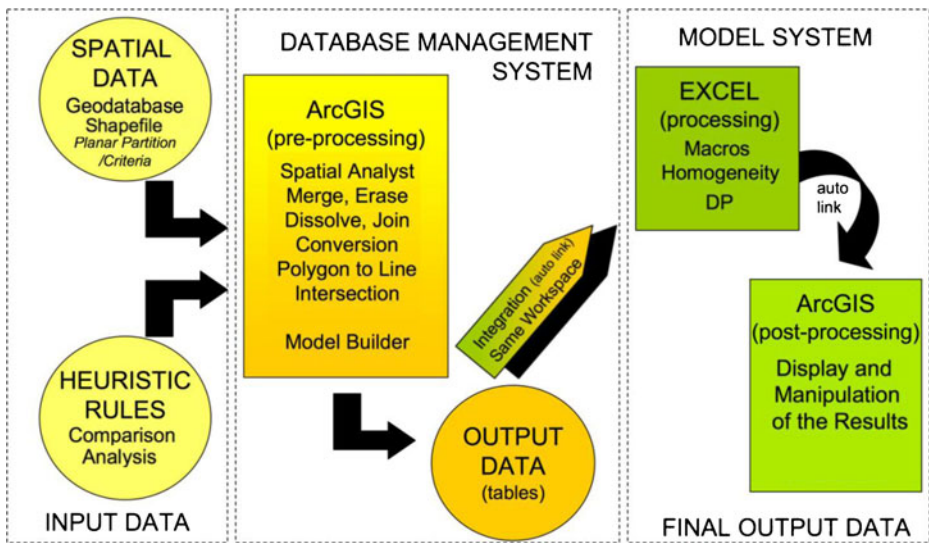 SPATIAL
DATA
Geodatabase
Shapefile
Planar Partition
/Criteria
HEURISTIC
RULES
Comparison
Analysis
INPUT DATA
DATABASE MANAGEMENT
SYSTEM
ArcGIS
(pre-processing)
Spatial Analyst
Merge, Erase
Dissolve, Join
Conversion
Polygon to Line
Intersection
Model Builder
Integration (auto link)
Same Workspace
OUTPUT
DATA
(tables)
MODEL SYSTEM
EXCEL
(processing)
Macros
Homogeneity
DP
auto
link
ArcGIS
(post-processing)
Display and
Manipulation
of the Results
FINAL OUTPUT DATA